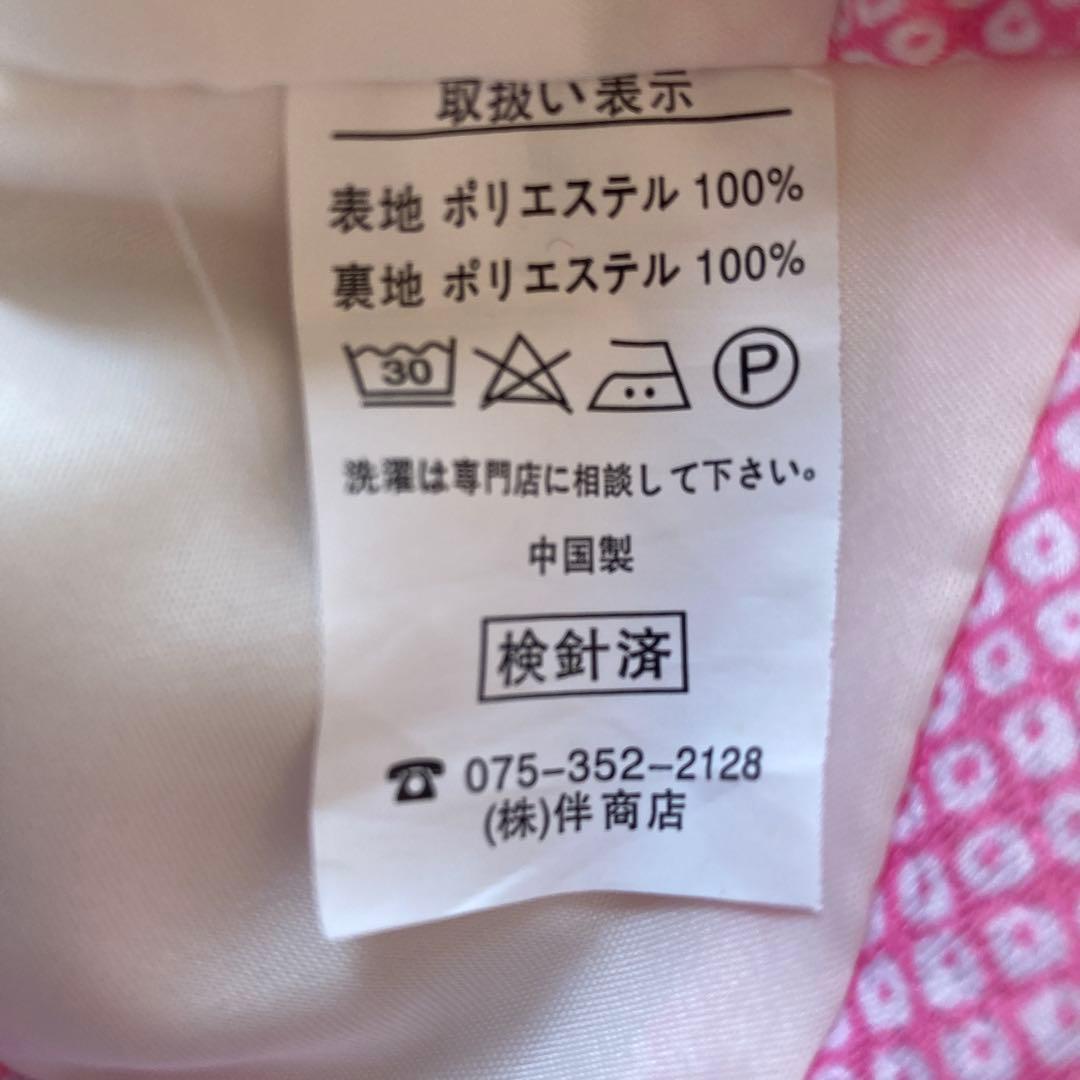 取扱い表示
表地 ポリエステル 100%
裏地 ポリエステル 100%
30 P
洗濯は専門店に相談して下さい。
中国製
検針済
☎ 075-352-2128
(株)伴商店